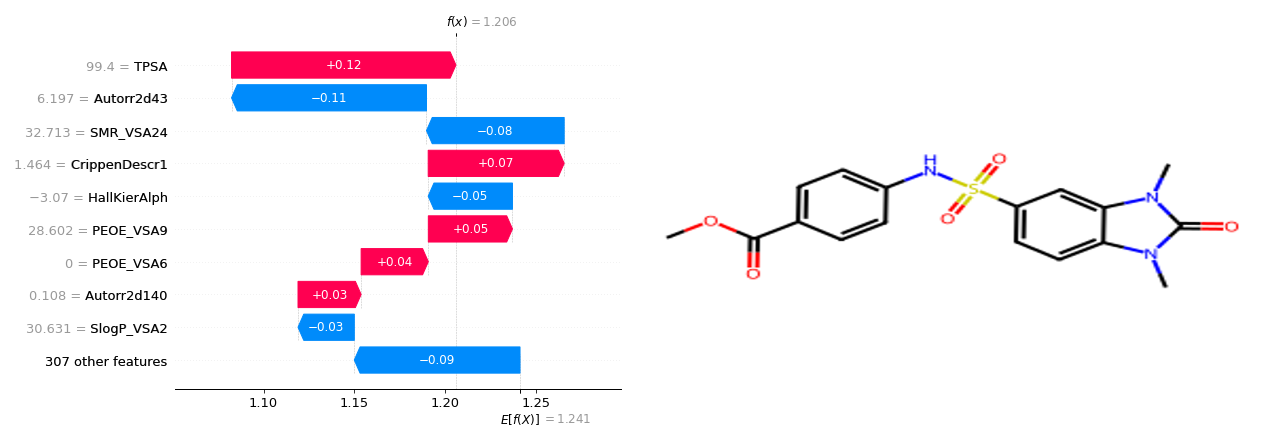 f(x) = 1.206
99.4 = TPSA
+0.12
6.197 = Autorr2d43
−0.11
32.713 = SMR_VSA24
−0.08
1.464 = CrippenDescr1
+0.07
−3.07 = HallKierAlph
−0.05
28.602 = PEOE_VSA9
+0.05
0 = PEOE_VSA6
+0.04
0.108 = Autorr2d140
+0.03
30.631 = SlogP_VSA2
−0.03
307 other features
−0.09
1.10 1.15 1.20 1.25
E[f(X)] = 1.241
H
N
O
S
O
N
O
N
O
O